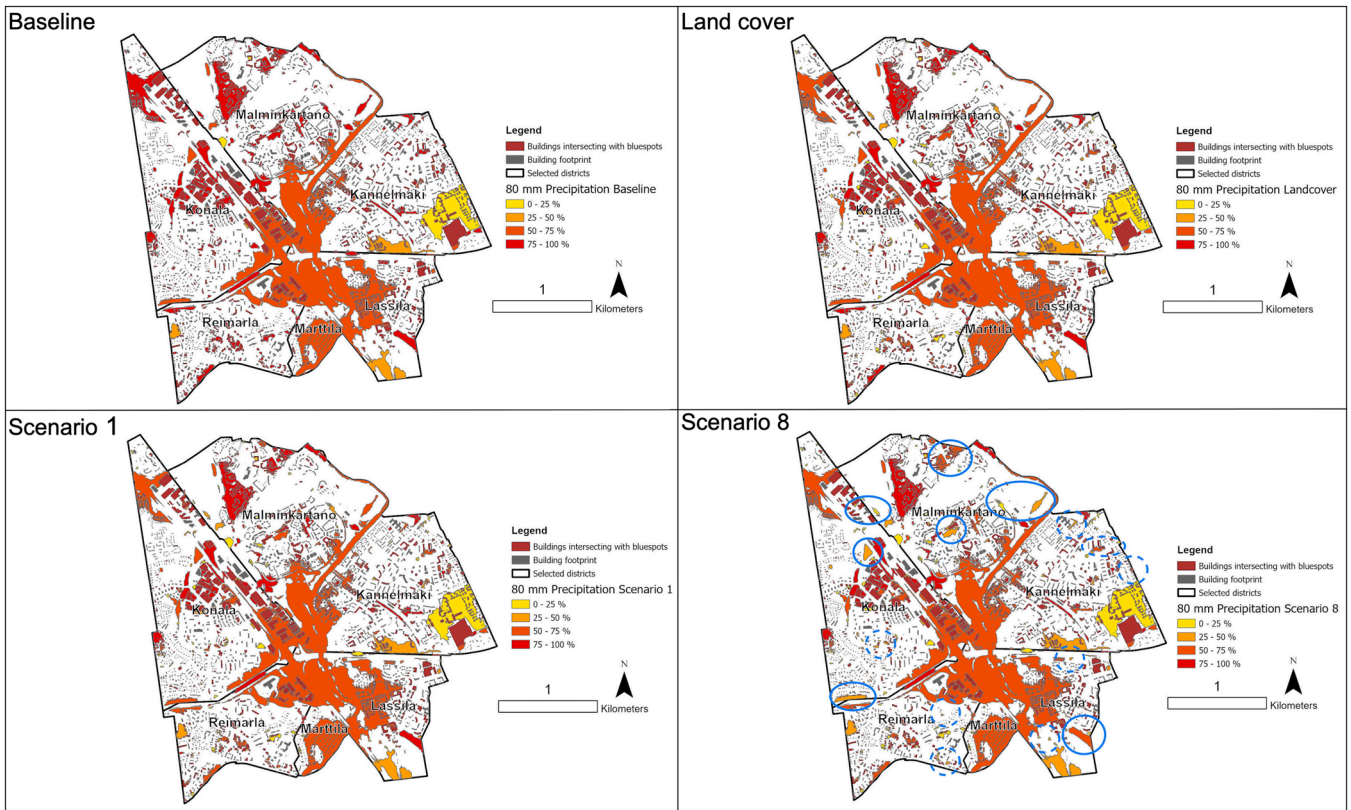 Baseline
Malminkartano
Kannelmäki
Konala
Lassila
Reimarla
Marttila
Legend
Buildings intersecting with bluespots
Building footprint
Selected districts
80 mm Precipitation Baseline
0 - 25 %
25 - 50 %
50 - 75 %
75 - 100 %
N
1
Kilometers
Land cover
Malminkartano
Kannelmäki
Konala
Lassila
Reimarla
Marttila
Legend
Buildings intersecting with bluespots
Building footprint
Selected districts
80 mm Precipitation Landcover
0 - 25 %
25 - 50 %
50 - 75 %
75 - 100 %
N
1
Kilometers
Scenario 1
Malminkartano
Kannelmäki
Konala
Lassila
Reimarla
Marttila
Legend
Buildings intersecting with bluespots
Building footprint
Selected districts
80 mm Precipitation Scenario 1
0 - 25 %
25 - 50 %
50 - 75 %
75 - 100 %
N
1
Kilometers
Scenario 8
Malminkartano
Kannelmäki
Konala
Lassila
Reimarla
Marttila
Legend
Buildings intersecting with bluespots
Building footprint
Selected districts
80 mm Precipitation Scenario 8
0 - 25 %
25 - 50 %
50 - 75 %
75 - 100 %
N
1
Kilometers